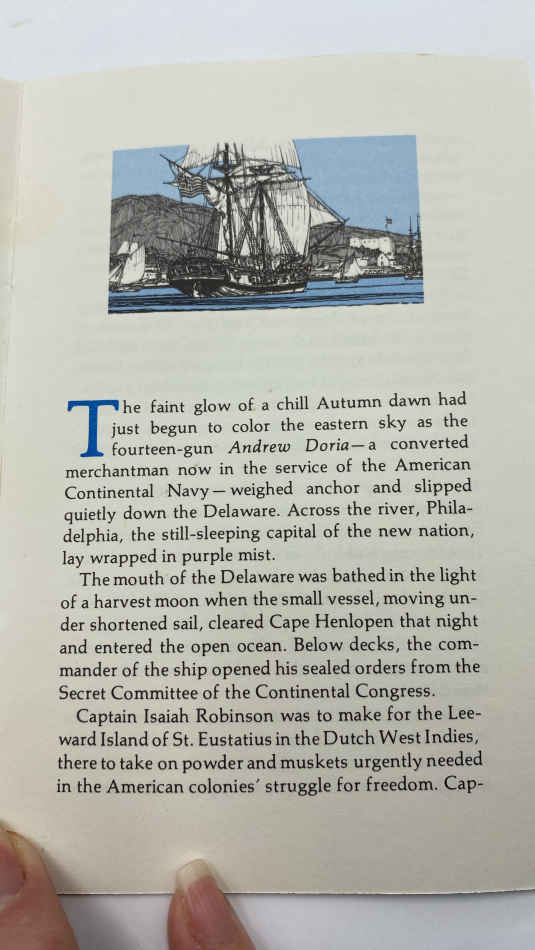 The faint glow of a chill Autumn dawn had
just begun to color the eastern sky as the
fourteen-gun Andrew Doria—a converted
merchantman now in the service of the American
Continental Navy—weighed anchor and slipped
quietly down the Delaware. Across the river, Phila-
delphia, the still-sleeping capital of the new nation,
lay wrapped in purple mist.
The mouth of the Delaware was bathed in the light
of a harvest moon when the small vessel, moving un-
der shortened sail, cleared Cape Henlopen that night
and entered the open ocean. Below decks, the com-
mander of the ship opened his sealed orders from the
Secret Committee of the Continental Congress.
Captain Isaiah Robinson was to make for the Lee-
ward Island of St. Eustatius in the Dutch West Indies,
there to take on powder and muskets urgently needed
in the American colonies' struggle for freedom. Cap-